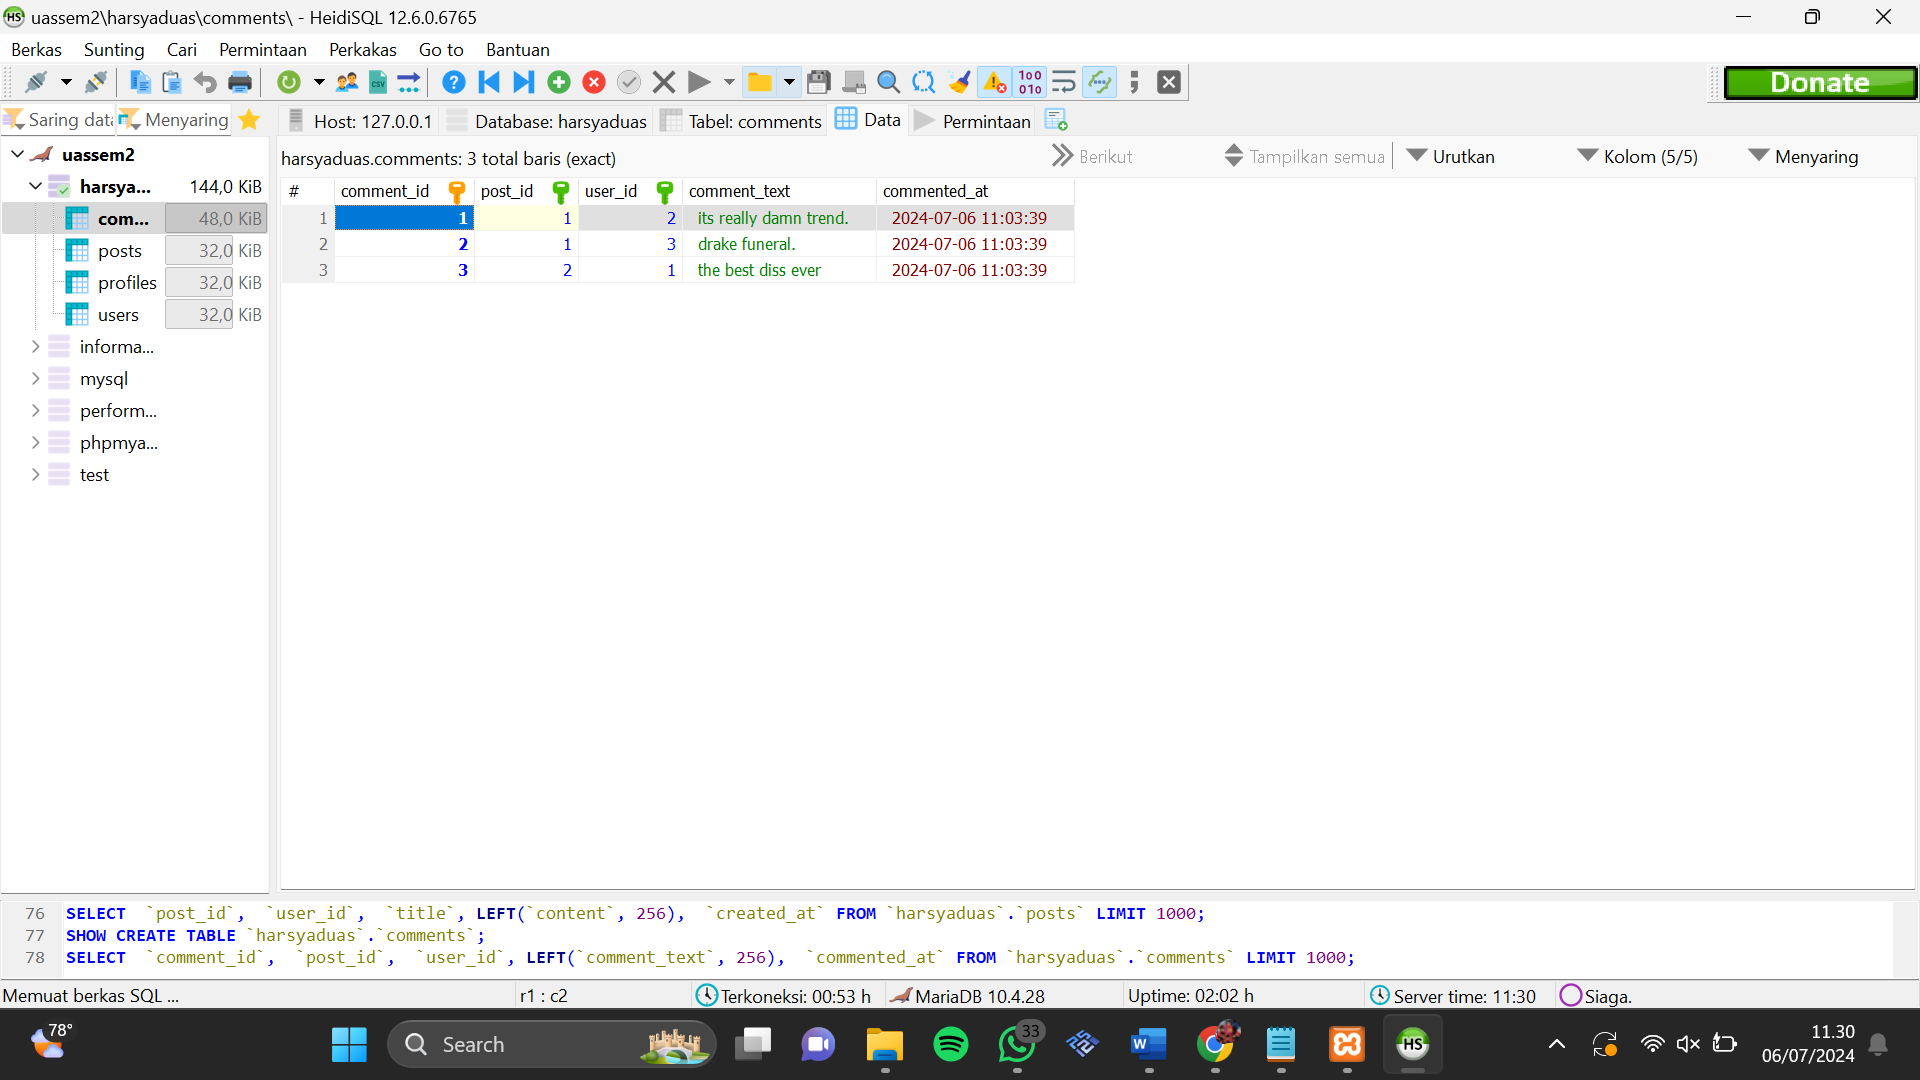 uassem2\harsyaduas\comments\ - HeidiSQL 12.6.0.6765
Berkas Sunting Cari Permintaan Perkakas Go to Bantuan
Donate
Saring data Menyaring
Host: 127.0.0.1 Database: harsyaduas Tabel: comments Data Permintaan
uassem2
harsya... 144,0 KiB
com... 48,0 KiB
posts 32,0 KiB
profiles 32,0 KiB
users 32,0 KiB
informa...
mysql
perform...
phpmya...
test
harsyaduas.comments: 3 total baris (exact) Berikut Tampilkan semua Urutkan Kolom (5/5) Menyaring
# comment_id post_id user_id comment_text commented_at
1 1 1 2 its really damn trend. 2024-07-06 11:03:39
2 2 1 3 drake funeral. 2024-07-06 11:03:39
3 3 2 1 the best diss ever 2024-07-06 11:03:39
76 SELECT `post_id`, `user_id`, `title`, LEFT(`content`, 256), `created_at` FROM `harsyaduas`.`posts` LIMIT 1000;
77 SHOW CREATE TABLE `harsyaduas`.`comments`;
78 SELECT `comment_id`, `post_id`, `user_id`, LEFT(`comment_text`, 256), `commented_at` FROM `harsyaduas`.`comments` LIMIT 1000;
Memuat berkas SQL ... r1 : c2 Terkoneksi: 00:53 h MariaDB 10.4.28 Uptime: 02:02 h Server time: 11:30 Siaga.
78° Search 33 W HS 11.30
06/07/2024